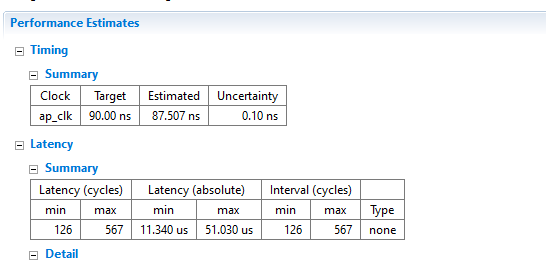 Performance Estimates
Timing
Summary
Clock Target Estimated Uncertainty
ap_clk 90.00 ns 87.507 ns 0.10 ns
Latency
Summary
Latency (cycles) Latency (absolute) Interval (cycles)
min max min max min max Type
126 567 11.340 us 51.030 us 126 567 none
Detail